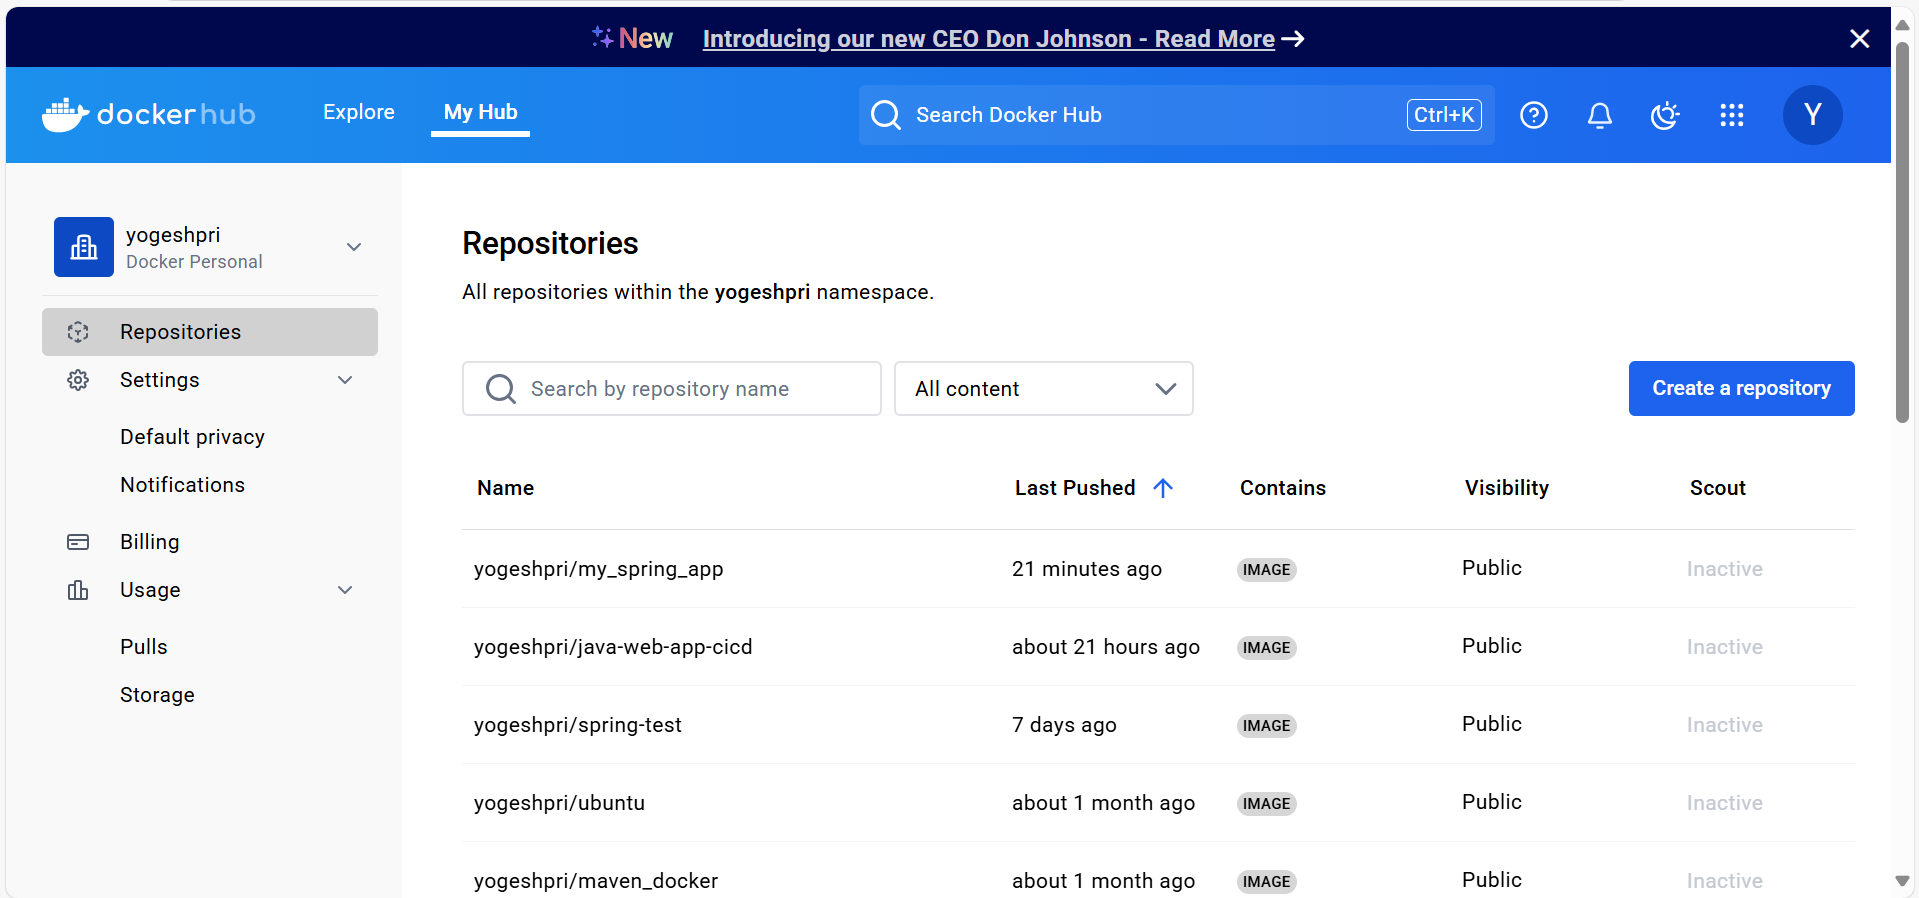 New Introducing our new CEO Don Johnson - Read More
dockerhub Explore My Hub Search Docker Hub Ctrl+K Y
yogeshpri
Docker Personal
Repositories
Settings
Default privacy
Notifications
Billing
Usage
Pulls
Storage
Repositories
All repositories within the yogeshpri namespace.
Search by repository name All content Create a repository
Name Last Pushed Contains Visibility Scout
yogeshpri/my_spring_app 21 minutes ago IMAGE Public Inactive
yogeshpri/java-web-app-cicd about 21 hours ago IMAGE Public Inactive
yogeshpri/spring-test 7 days ago IMAGE Public Inactive
yogeshpri/ubuntu about 1 month ago IMAGE Public Inactive
yogeshpri/maven_docker about 1 month ago IMAGE Public Inactive